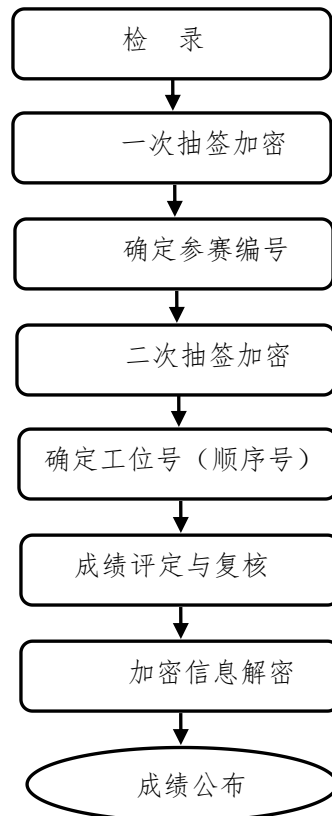 检 录
一次抽签加密
确定参赛编号
二次抽签加密
确定工位号（顺序号）
成绩评定与复核
加密信息解密
成绩公布